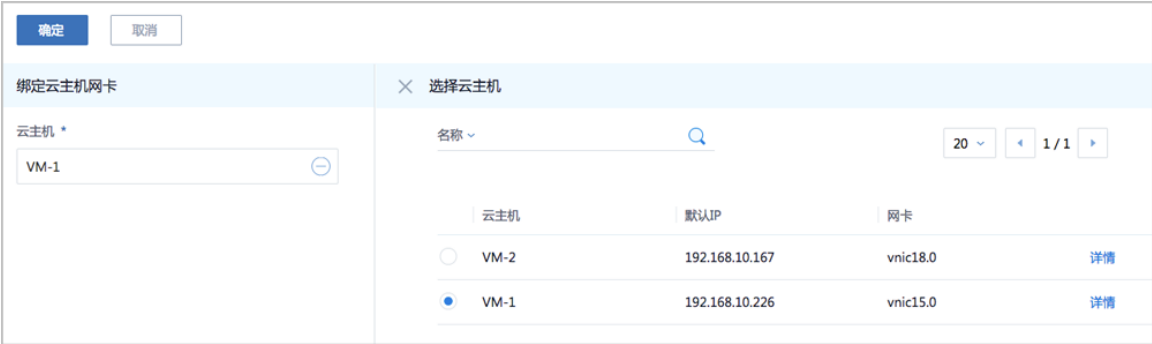 确定 取消
绑定云主机网卡
云主机 *
VM-1
选择云主机
名称
20 1 / 1
云主机 默认IP 网卡
VM-2 192.168.10.167 vnic18.0 详情
VM-1 192.168.10.226 vnic15.0 详情